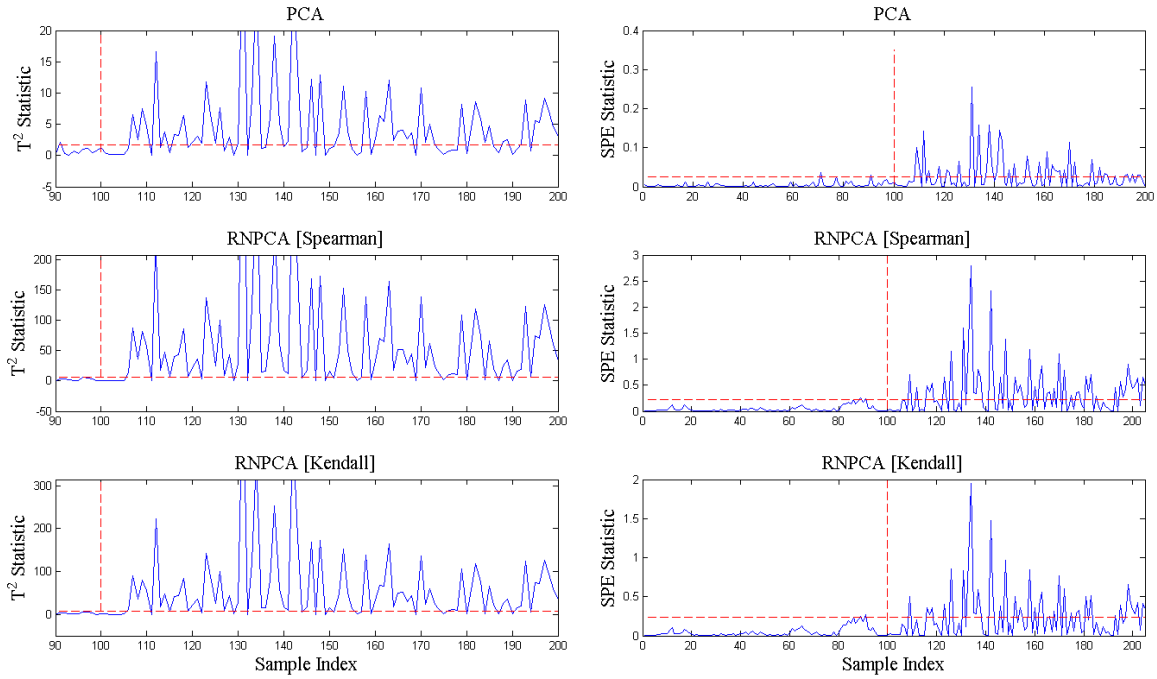 PCA
T² Statistic
20
15
10
5
0
-5
90 100 110 120 130 140 150 160 170 180 190 200
PCA
SPE Statistic
0.4
0.3
0.2
0.1
0
0 20 40 60 80 100 120 140 160 180 200
RNPCA [Spearman]
T² Statistic
200
150
100
50
0
-50
90 100 110 120 130 140 150 160 170 180 190 200
RNPCA [Spearman]
SPE Statistic
3
2.5
2
1.5
1
0.5
0
0 20 40 60 80 100 120 140 160 180 200
RNPCA [Kendall]
T² Statistic
300
200
100
0
90 100 110 120 130 140 150 160 170 180 190 200
Sample Index
RNPCA [Kendall]
SPE Statistic
2
1.5
1
0.5
0
0 20 40 60 80 100 120 140 160 180 200
Sample Index